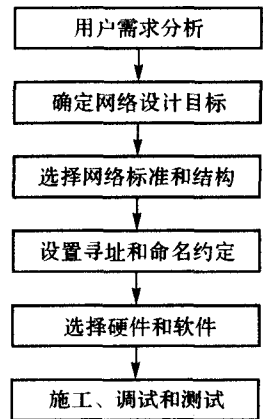 用户需求分析
确定网络设计目标
选择网络标准和结构
设置寻址和命名约定
选择硬件和软件
施工、调试和测试